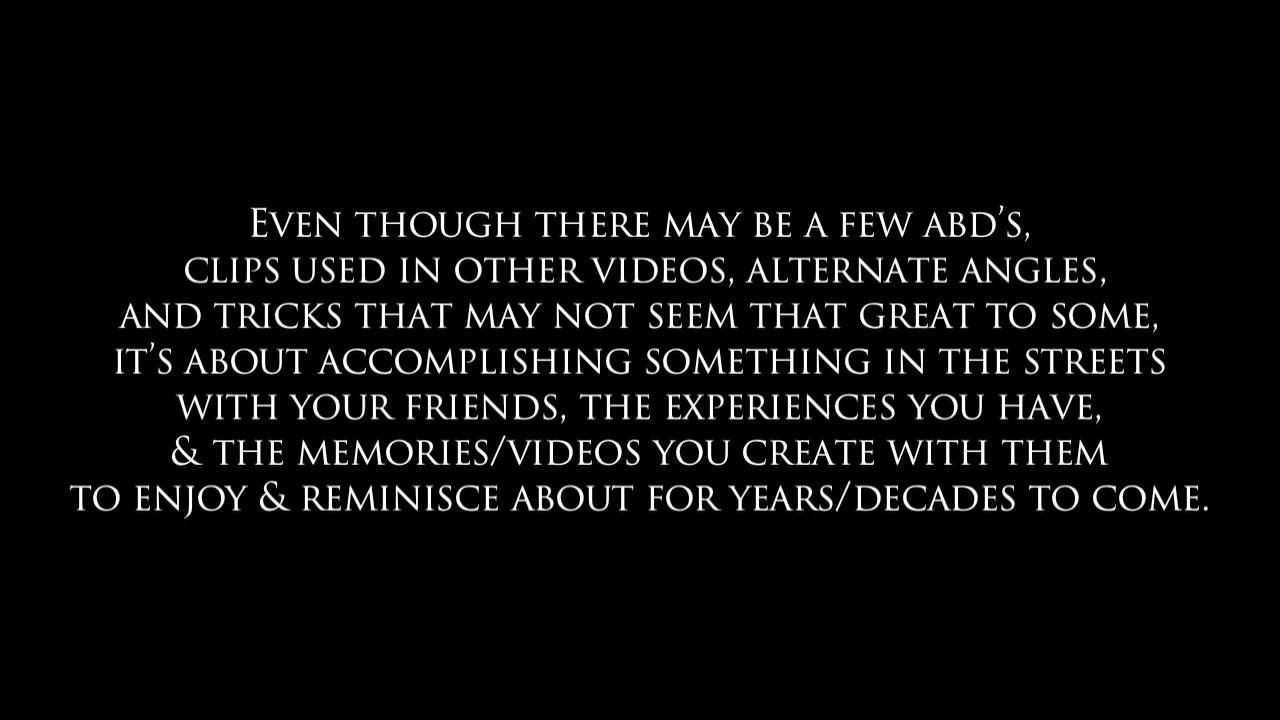 Even though there may be a few abd's,
clips used in other videos, alternate angles,
and tricks that may not seem that great to some,
it's about accomplishing something in the streets
with your friends, the experiences you have,
& the memories/videos you create with them
to enjoy & reminisce about for years/decades to come.